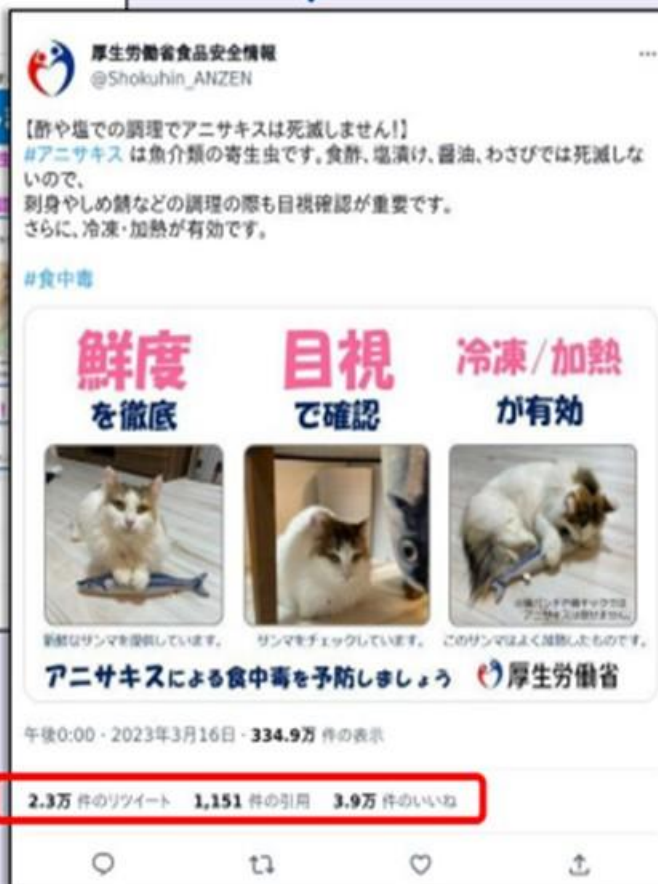 厚生労働省食品安全情報
@Shokuhin_ANZEN
【酢や塩での調理でアニサキスは死滅しません!】
#アニサキス は魚介類の寄生虫です。食酢、塩漬け、醤油、わさびでは死滅しな
いので、
刺身やしめ鯖などの調理の際も目視確認が重要です。
さらに、冷凍・加熱が有効です。
#食中毒
鮮度
を徹底
目視
で確認
冷凍/加熱
が有効
新鮮なサンマを提供しています。
サンマをチェックしています。
このサンマはよく加熱したものです。
アニサキスによる食中毒を予防しましょう
厚生労働省
午後0:00 · 2023年3月16日 · 334.9万 件の表示
2.3万 件のリツイート 1,151 件の引用 3.9万 件のいいね